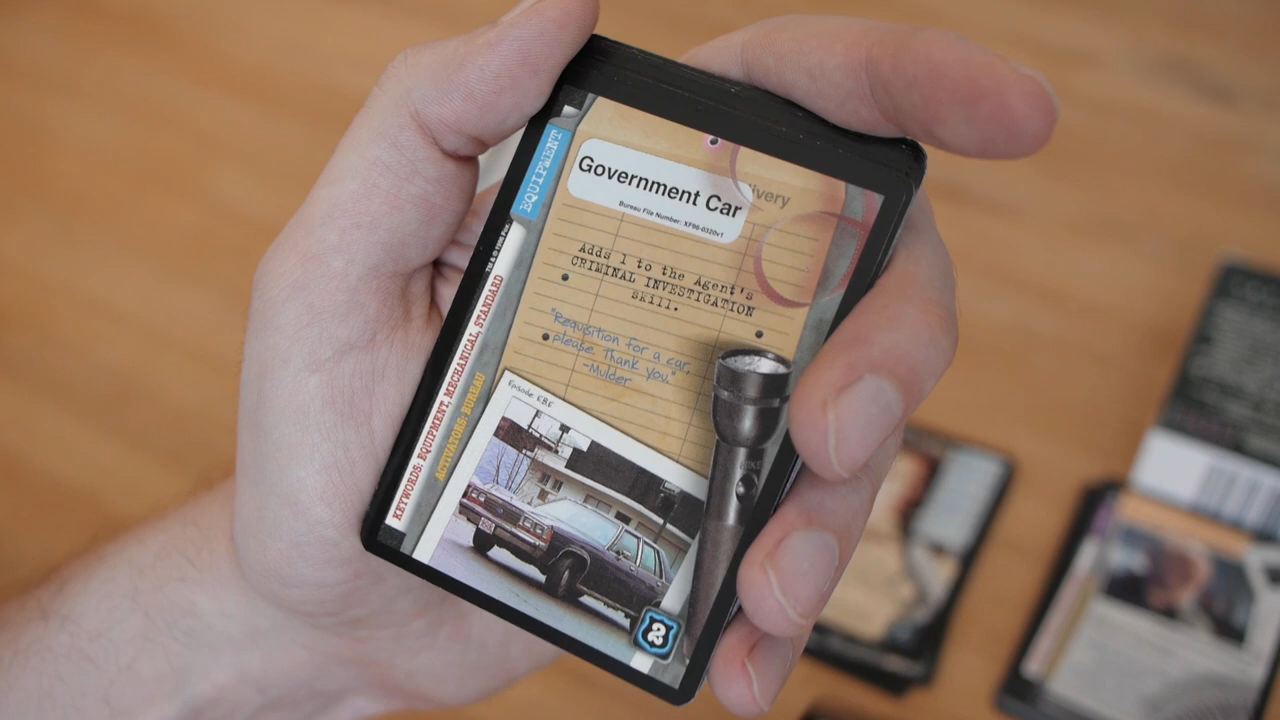 EQUIPMENT
Government Car
Bureau File Number: XF96-0320v1
ivery
Adds 1 to the Agent's
CRIMINAL INVESTIGATION
skill.
"Requisition for a car,
please. Thank you."
-Mulder
Episode: E.B.E
KEYWORDS: EQUIPMENT, MECHANICAL, STANDARD
ACTIVATORS: BUREAU
2